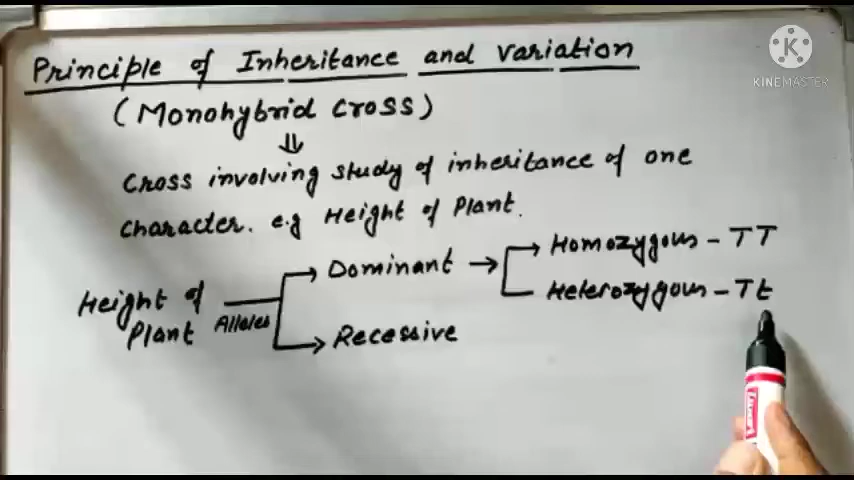 Principle of Inheritance and variation
(Monohybrid cross)
⇓
Cross involving study of inheritance of one
character. e.g Height of Plant.
Height of Plant
Alleles
Dominant
Homozygous - TT
Heterozygous - Tt
Recessive
K
KINEMASTER